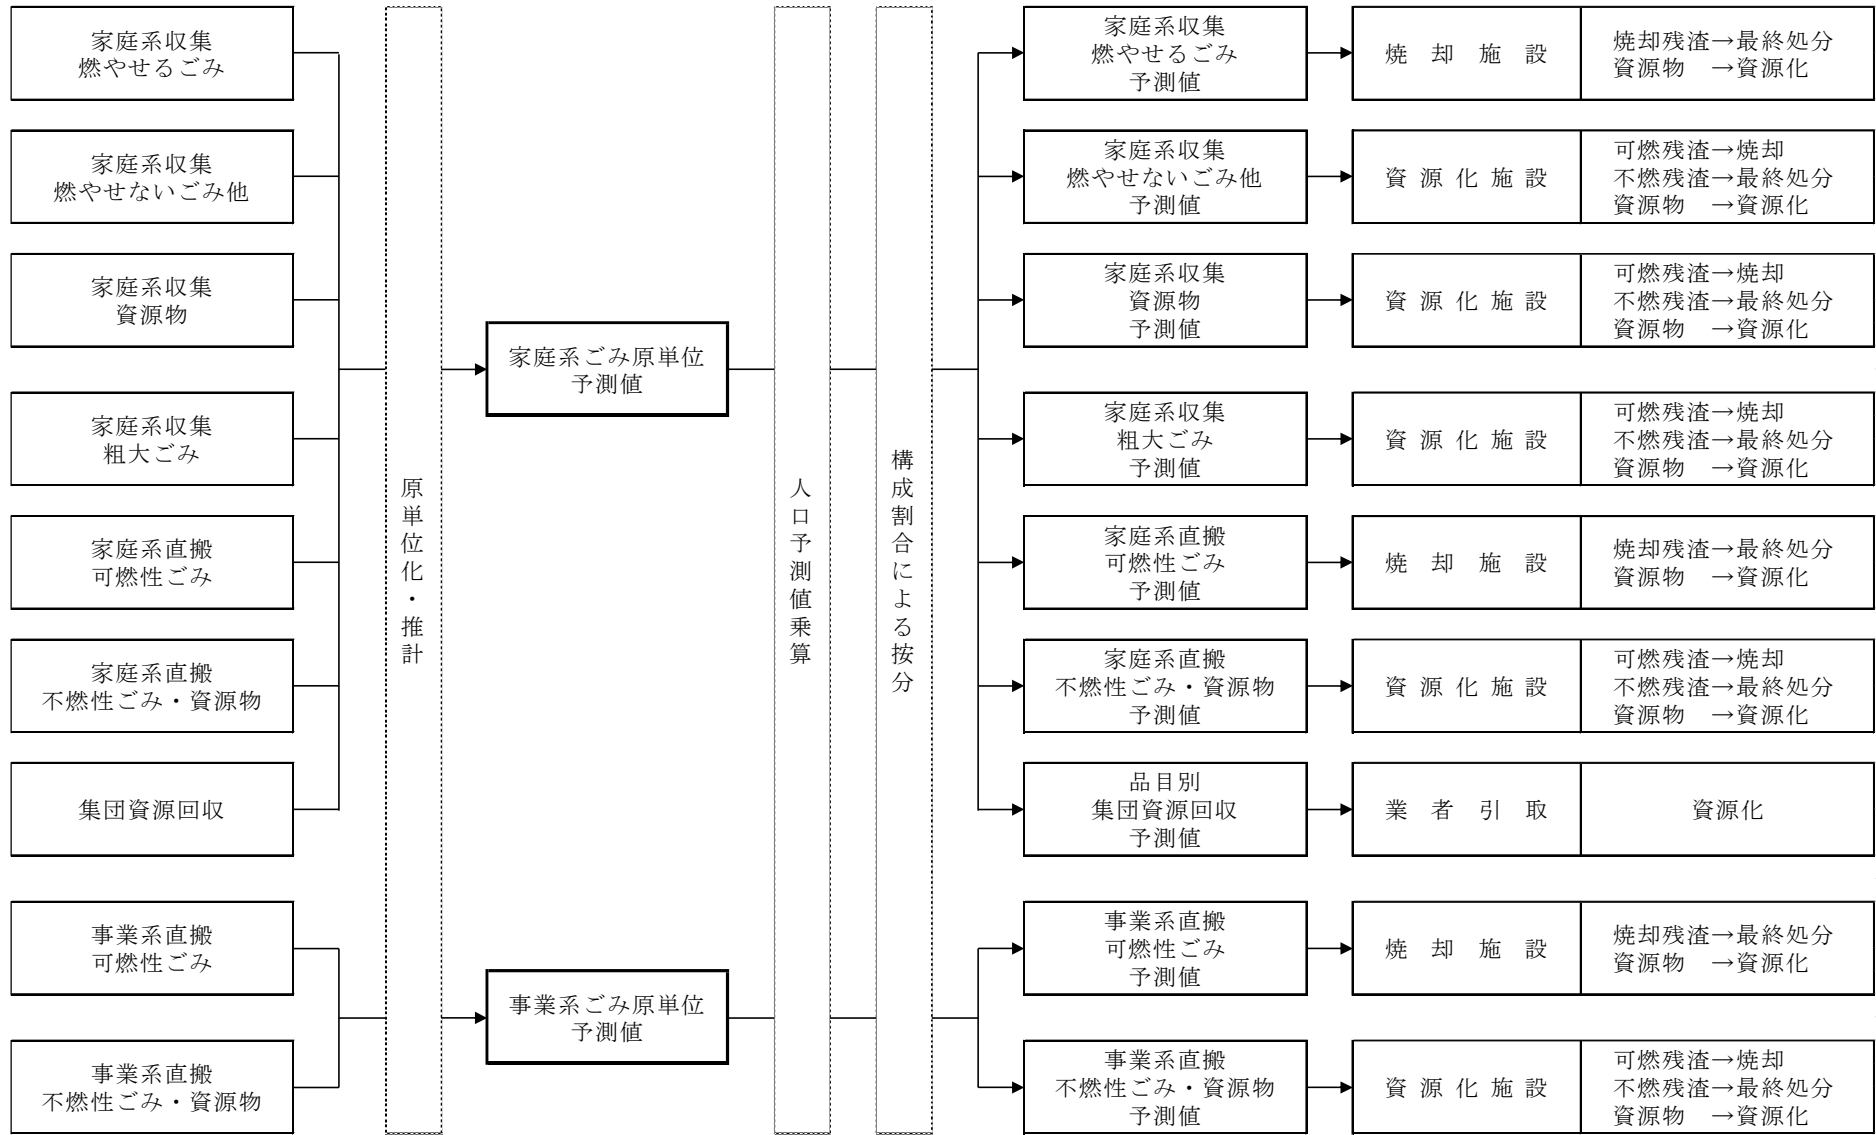 家庭系収集
燃やせるごみ
家庭系収集
燃やせないごみ他
家庭系収集
資源物
家庭系収集
粗大ごみ
家庭系直搬
可燃性ごみ
家庭系直搬
不燃性ごみ・資源物
集団資源回収
事業系直搬
可燃性ごみ
事業系直搬
不燃性ごみ・資源物
原単位化・推計
家庭系ごみ原単位
予測値
事業系ごみ原単位
予測値
人口予測値乗算
構成割合による按分
家庭系収集
燃やせるごみ
予測値
焼却施設
焼却残渣→最終処分
資源物　→資源化
家庭系収集
燃やせないごみ他
予測値
資源化施設
可燃残渣→焼却
不燃残渣→最終処分
資源物　→資源化
家庭系収集
資源物
予測値
資源化施設
可燃残渣→焼却
不燃残渣→最終処分
資源物　→資源化
家庭系収集
粗大ごみ
予測値
資源化施設
可燃残渣→焼却
不燃残渣→最終処分
資源物　→資源化
家庭系直搬
可燃性ごみ
予測値
焼却施設
焼却残渣→最終処分
資源物　→資源化
家庭系直搬
不燃性ごみ・資源物
予測値
資源化施設
可燃残渣→焼却
不燃残渣→最終処分
資源物　→資源化
品目別
集団資源回収
予測値
業者引取
資源化
事業系直搬
可燃性ごみ
予測値
焼却施設
焼却残渣→最終処分
資源物　→資源化
事業系直搬
不燃性ごみ・資源物
予測値
資源化施設
可燃残渣→焼却
不燃残渣→最終処分
資源物　→資源化